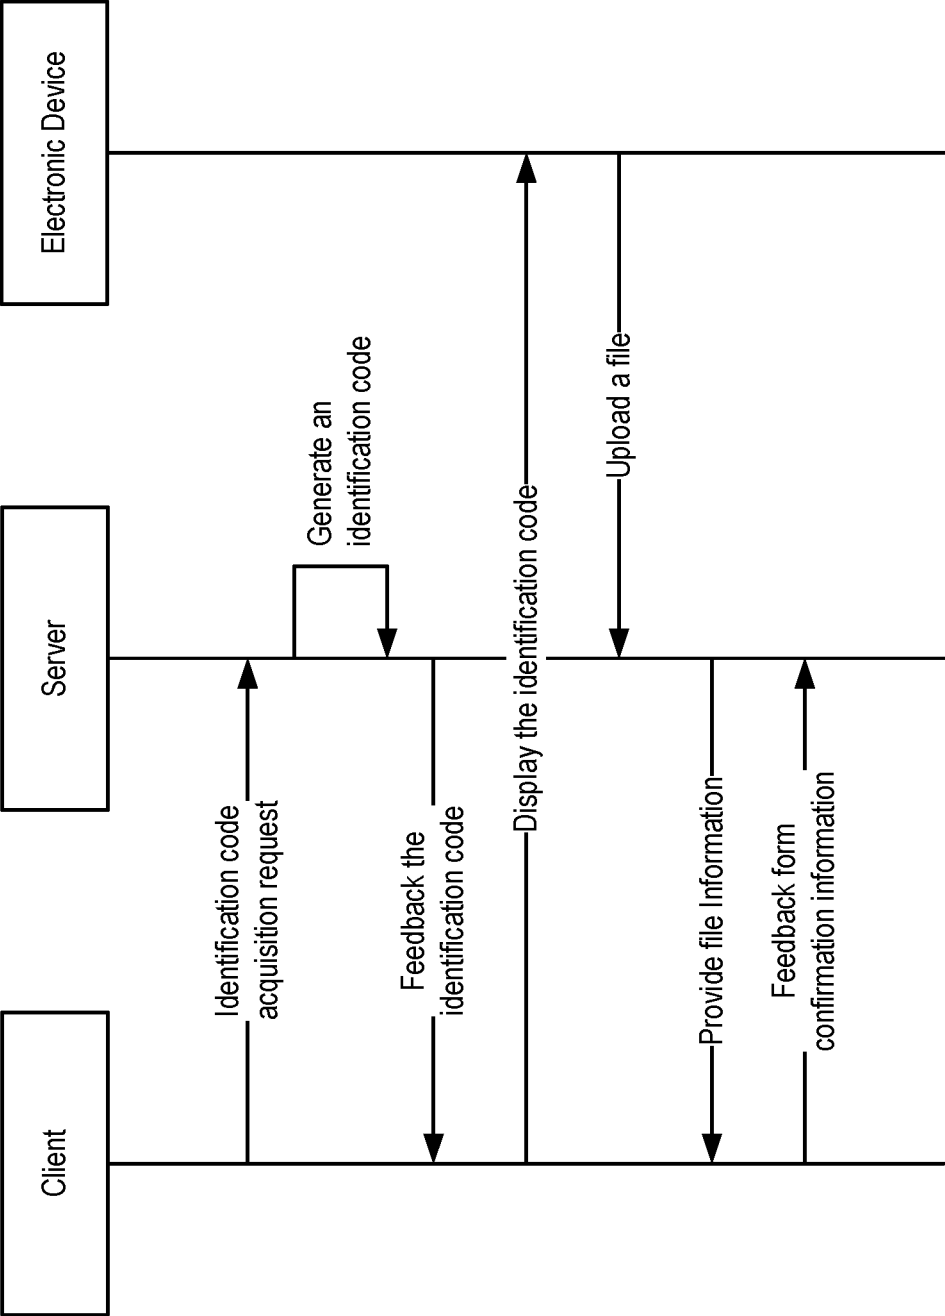 Client
Server
Electronic Device
Identification code
acquisition request
Generate an
identification code
Feedback the
identification code
Display the identification code
Upload a file
Provide file Information
Feedback form
confirmation information